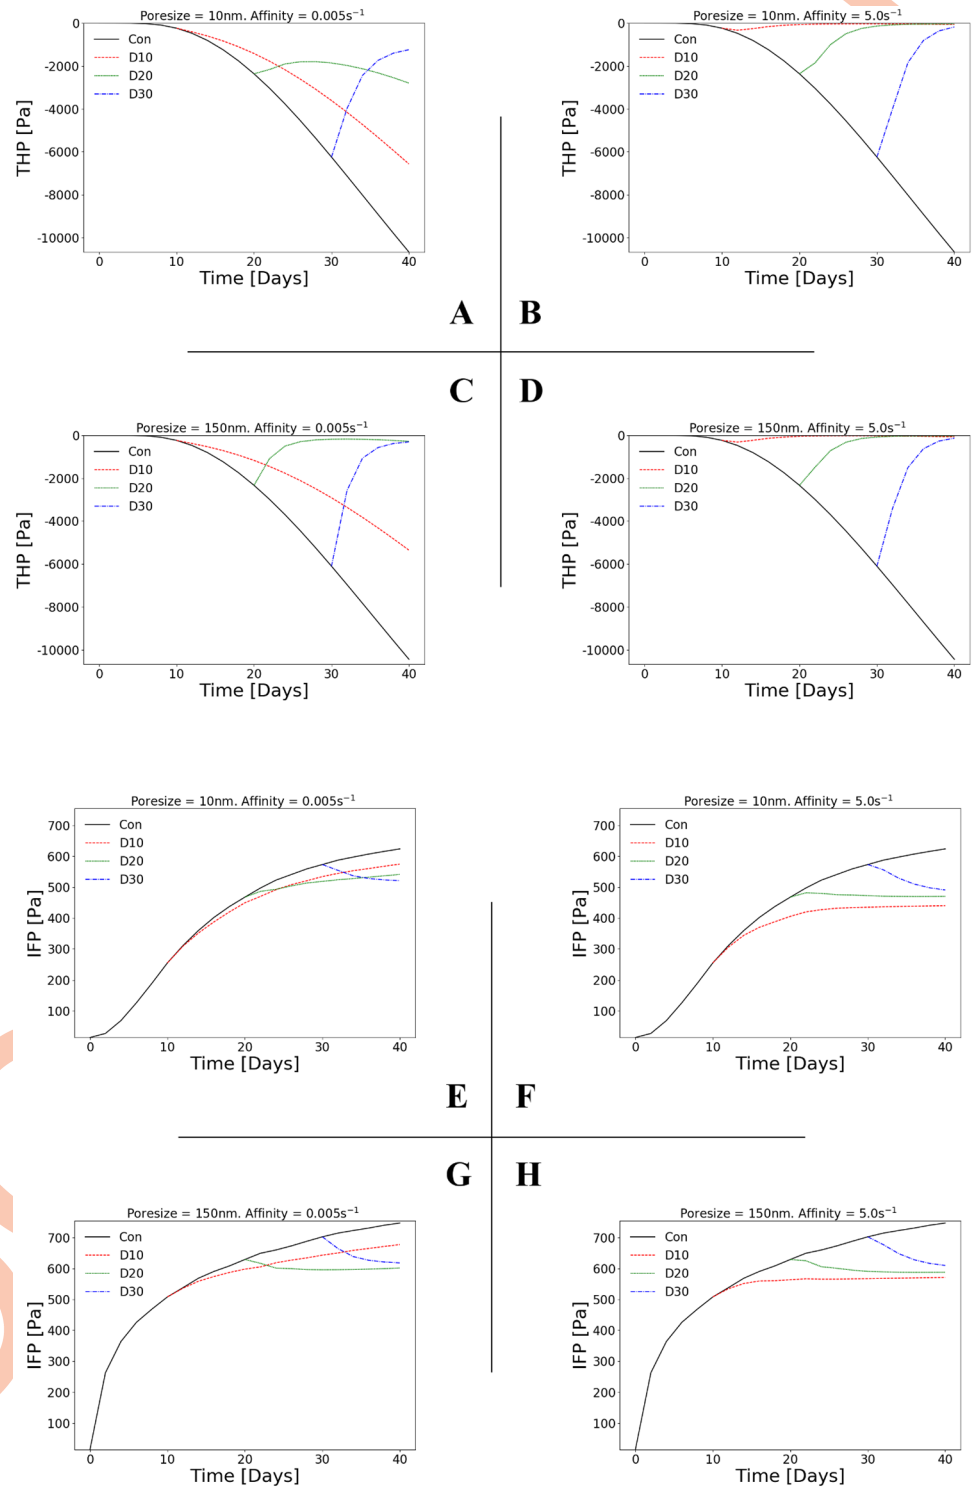 Poresize = 10nm. Affinity = 0.005s⁻¹
0
-2000
-4000
-6000
-8000
-10000
THP [Pa]
Con
D10
D20
D30
0 10 20 30 40
Time [Days]
Poresize = 10nm. Affinity = 5.0s⁻¹
0
-2000
-4000
-6000
-8000
-10000
THP [Pa]
Con
D10
D20
D30
0 10 20 30 40
Time [Days]
A B
C D
Poresize = 150nm. Affinity = 0.005s⁻¹
0
-2000
-4000
-6000
-8000
-10000
THP [Pa]
Con
D10
D20
D30
0 10 20 30 40
Time [Days]
Poresize = 150nm. Affinity = 5.0s⁻¹
0
-2000
-4000
-6000
-8000
-10000
THP [Pa]
Con
D10
D20
D30
0 10 20 30 40
Time [Days]
Poresize = 10nm. Affinity = 0.005s⁻¹
700
600
500
400
300
200
100
IFP [Pa]
Con
D10
D20
D30
0 10 20 30 40
Time [Days]
Poresize = 10nm. Affinity = 5.0s⁻¹
700
600
500
400
300
200
100
IFP [Pa]
Con
D10
D20
D30
0 10 20 30 40
Time [Days]
E F
G H
Poresize = 150nm. Affinity = 0.005s⁻¹
700
600
500
400
300
200
100
IFP [Pa]
Con
D10
D20
D30
0 10 20 30 40
Time [Days]
Poresize = 150nm. Affinity = 5.0s⁻¹
700
600
500
400
300
200
100
IFP [Pa]
Con
D10
D20
D30
0 10 20 30 40
Time [Days]